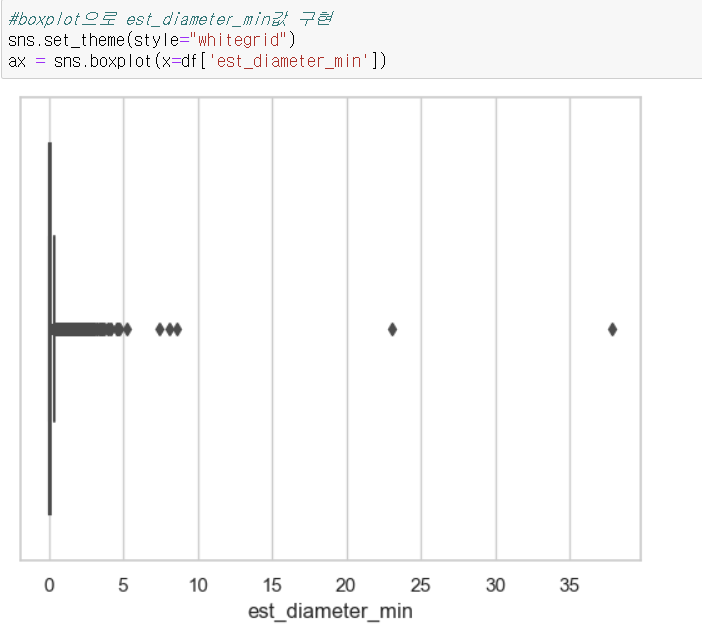 #boxplot으로 est_diameter_min값 구현
sns.set_theme(style="whitegrid")
ax = sns.boxplot(x=df['est_diameter_min'])
0 5 10 15 20 25 30 35
est_diameter_min